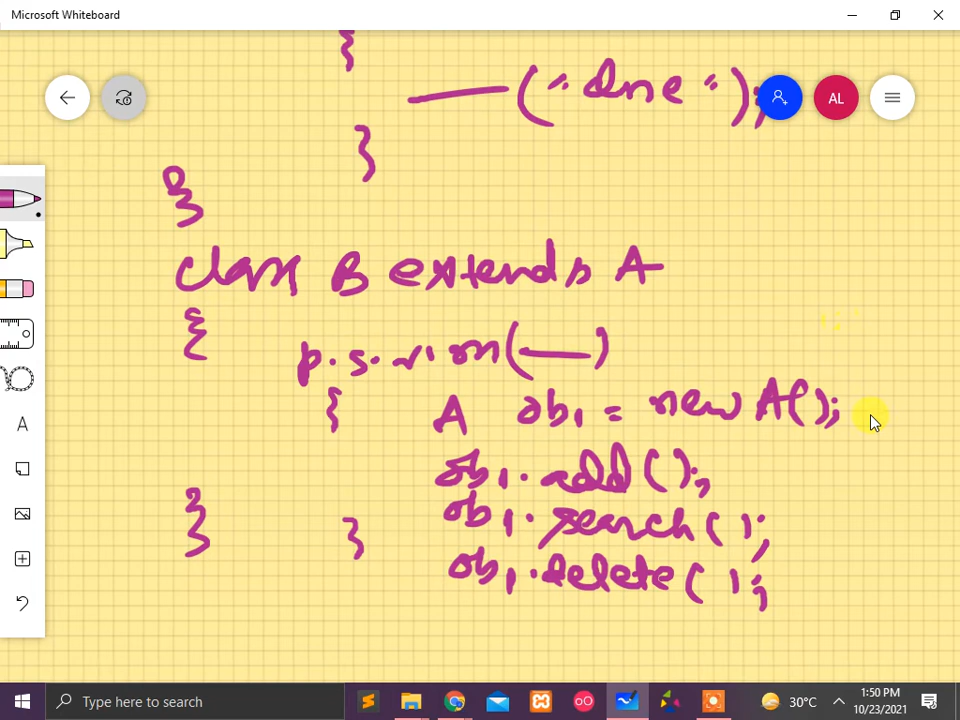 Microsoft Whiteboard
{
("dne");
AL
}
}
class B extends A
{
p.s.v.m()
{
A ob1 = new A();
ob1.add();
A
ob1.search();
ob1.delete();
}
}
Type here to search
30°C
1:50 PM
10/23/2021